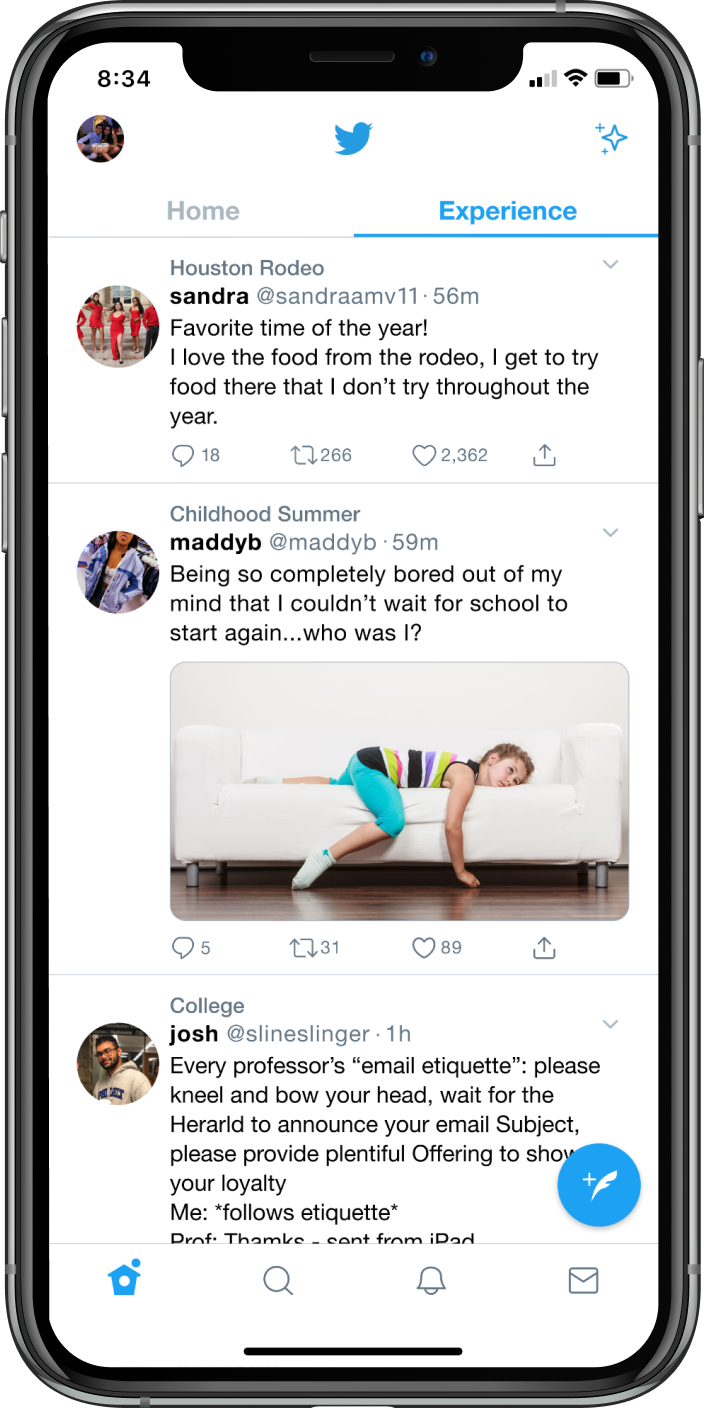 8:34
Home Experience
Houston Rodeo
sandra @sandraamv11 · 56m
Favorite time of the year!
I love the food from the rodeo, I get to try
food there that I don’t try throughout the
year.
18 266 2,362
Childhood Summer
maddyb @maddyb · 59m
Being so completely bored out of my
mind that I couldn’t wait for school to
start again...who was I?
5 31 89
College
josh @slineslinger · 1h
Every professor’s “email etiquette”: please
kneel and bow your head, wait for the
Herarld to announce your email Subject,
please provide plentiful Offering to show
your loyalty
Me: *follows etiquette*
Prof: Thamks - sent from iPad